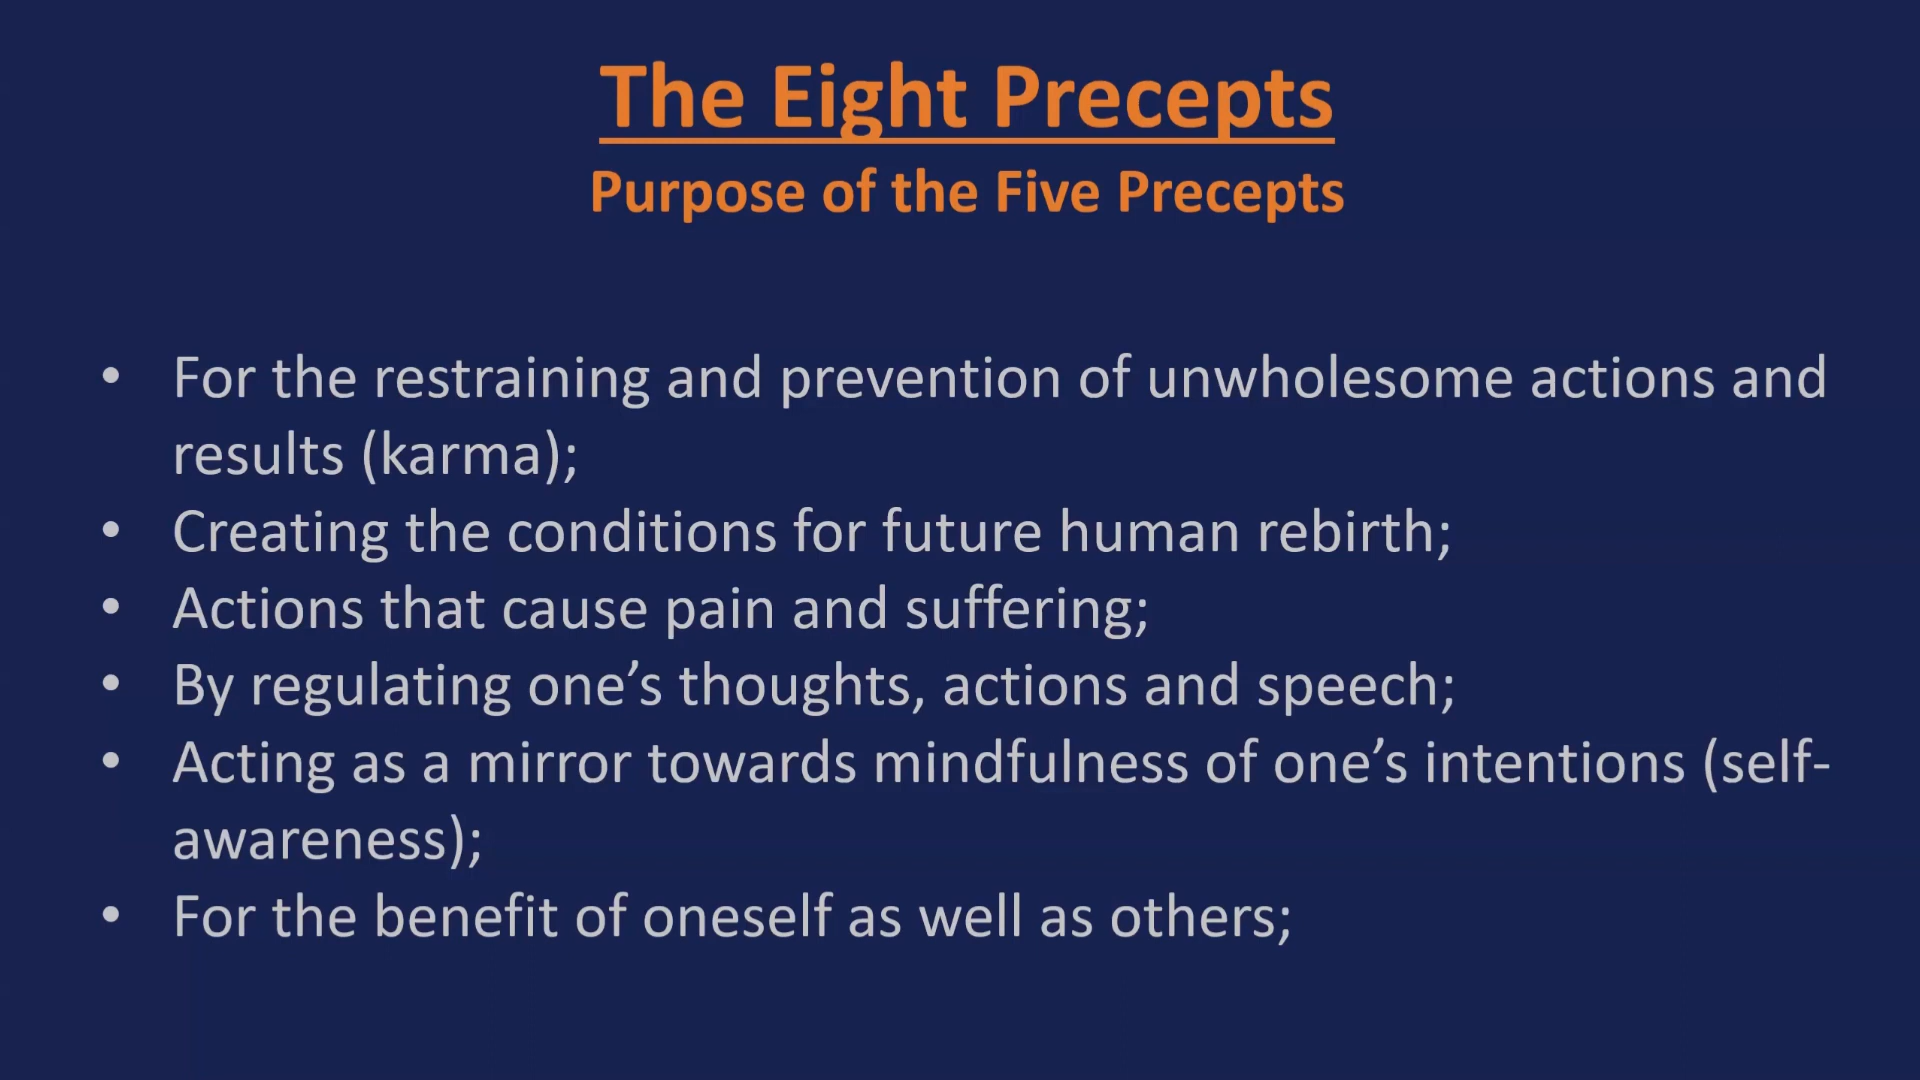 The Eight Precepts
Purpose of the Five Precepts
• For the restraining and prevention of unwholesome actions and
results (karma);
• Creating the conditions for future human rebirth;
• Actions that cause pain and suffering;
• By regulating one’s thoughts, actions and speech;
• Acting as a mirror towards mindfulness of one’s intentions (self-
awareness);
• For the benefit of oneself as well as others;